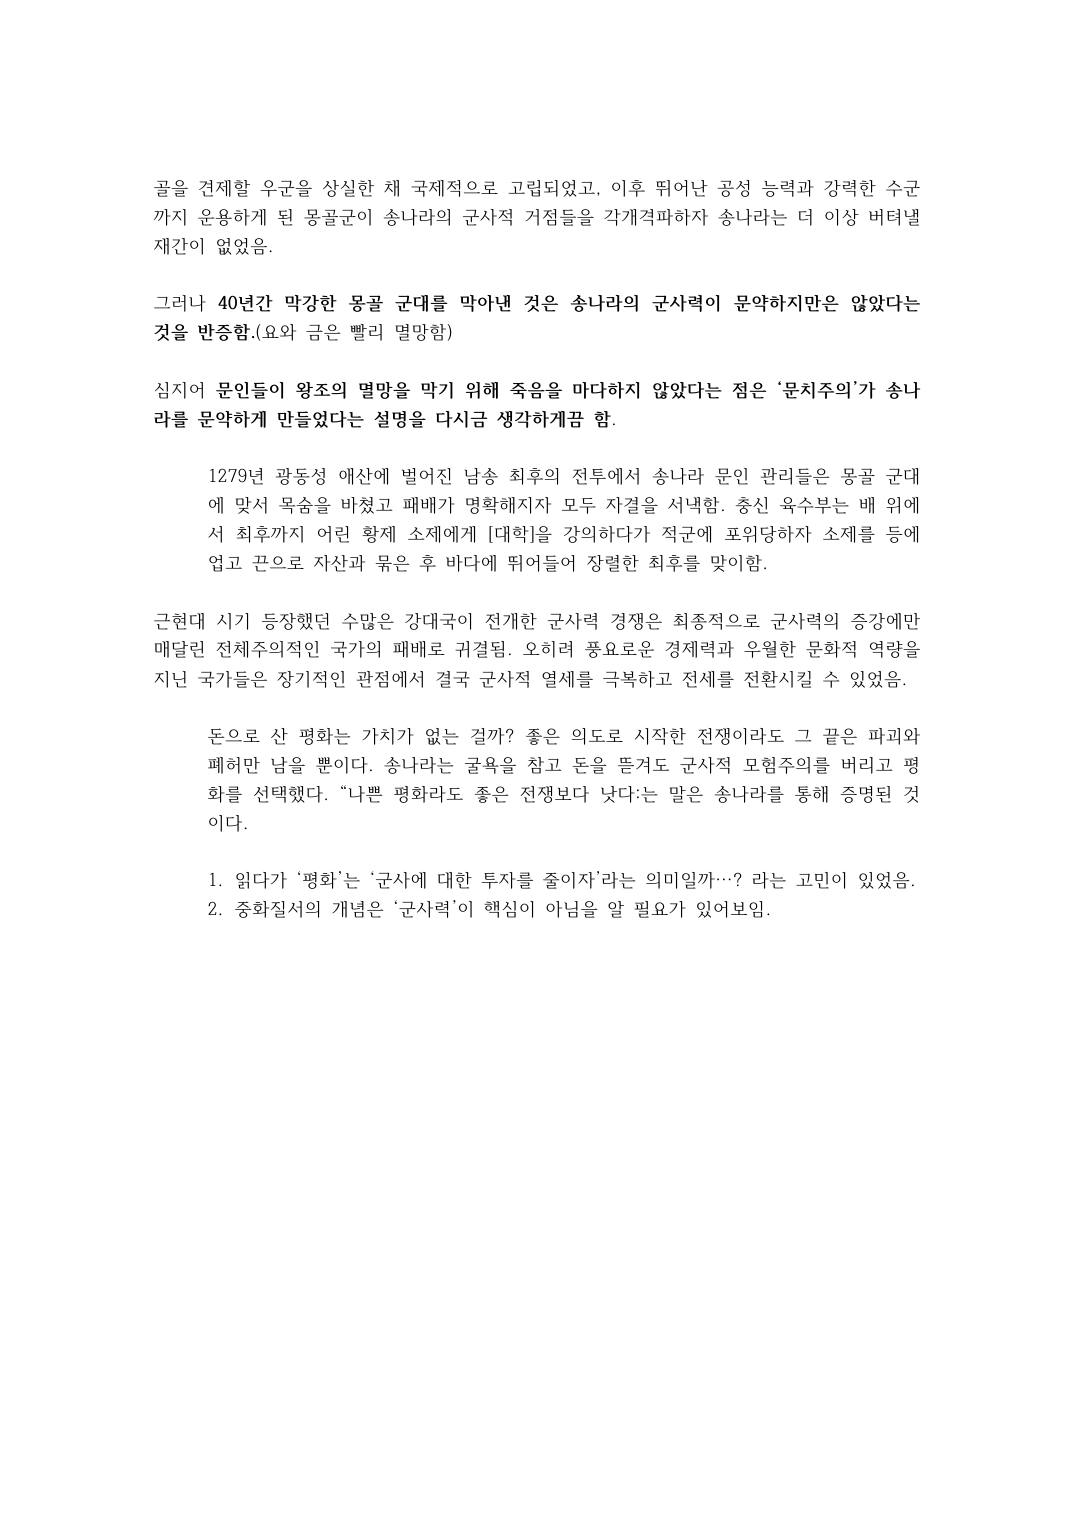 골을 견제할 우군을 상실한 채 국제적으로 고립되었고, 이후 뛰어난 공성 능력과 강력한 수군
까지 운용하게 된 몽골군이 송나라의 군사적 거점들을 각개격파하자 송나라는 더 이상 버텨낼
재간이 없었음.
그러나 40년간 막강한 몽골 군대를 막아낸 것은 송나라의 군사력이 문약하지만은 않았다는
것을 반증함.(요와 금은 빨리 멸망함)
심지어 문인들이 왕조의 멸망을 막기 위해 죽음을 마다하지 않았다는 점은 ‘문치주의’가 송나
라를 문약하게 만들었다는 설명을 다시금 생각하게끔 함.
1279년 광동성 애산에 벌어진 남송 최후의 전투에서 송나라 문인 관리들은 몽골 군대
에 맞서 목숨을 바쳤고 패배가 명확해지자 모두 자결을 서낵함. 충신 육수부는 배 위에
서 최후까지 어린 황제 소제에게 [대학]을 강의하다가 적군에 포위당하자 소제를 등에
업고 끈으로 자산과 묶은 후 바다에 뛰어들어 장렬한 최후를 맞이함.
근현대 시기 등장했던 수많은 강대국이 전개한 군사력 경쟁은 최종적으로 군사력의 증강에만
매달린 전체주의적인 국가의 패배로 귀결됨. 오히려 풍요로운 경제력과 우월한 문화적 역량을
지닌 국가들은 장기적인 관점에서 결국 군사적 열세를 극복하고 전세를 전환시킬 수 있었음.
돈으로 산 평화는 가치가 없는 걸까? 좋은 의도로 시작한 전쟁이라도 그 끝은 파괴와
폐허만 남을 뿐이다. 송나라는 굴욕을 참고 돈을 뜯겨도 군사적 모험주의를 버리고 평
화를 선택했다. “나쁜 평화라도 좋은 전쟁보다 낫다:는 말은 송나라를 통해 증명된 것
이다.
1. 읽다가 ‘평화’는 ‘군사에 대한 투자를 줄이자’라는 의미일까…? 라는 고민이 있었음.
2. 중화질서의 개념은 ‘군사력’이 핵심이 아님을 알 필요가 있어보임.